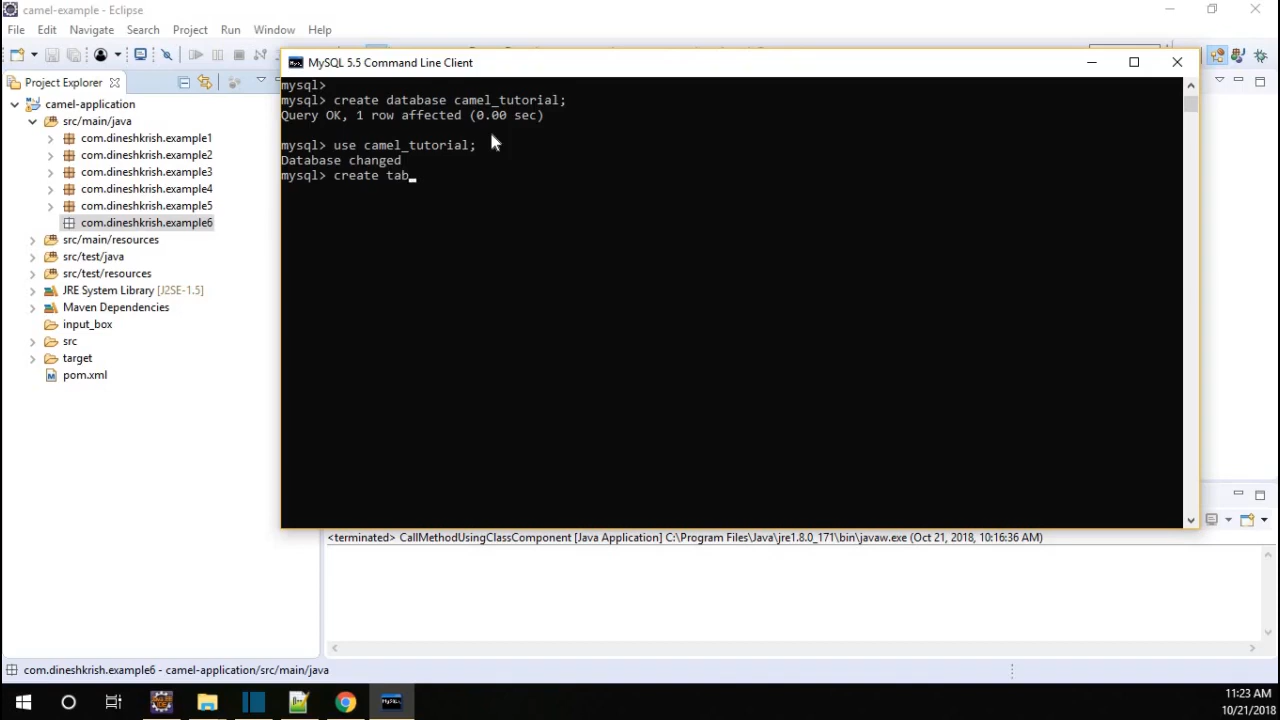 camel-example - Eclipse
File Edit Navigate Search Project Run Window Help
MySQL 5.5 Command Line Client
Project Explorer
camel-application
src/main/java
com.dineshkrish.example1
com.dineshkrish.example2
com.dineshkrish.example3
com.dineshkrish.example4
com.dineshkrish.example5
com.dineshkrish.example6
src/main/resources
src/test/java
src/test/resources
JRE System Library [J2SE-1.5]
Maven Dependencies
input_box
src
target
pom.xml
mysql>
mysql> create database camel_tutorial;
Query OK, 1 row affected (0.00 sec)
mysql> use camel_tutorial;
Database changed
mysql> create tab_
<terminated> CallMethodUsingClassComponent [Java Application] C:\Program Files\Java\jre1.8.0_171\bin\javaw.exe (Oct 21, 2018, 10:16:36 AM)
com.dineshkrish.example6 - camel-application/src/main/java
11:23 AM
10/21/2018